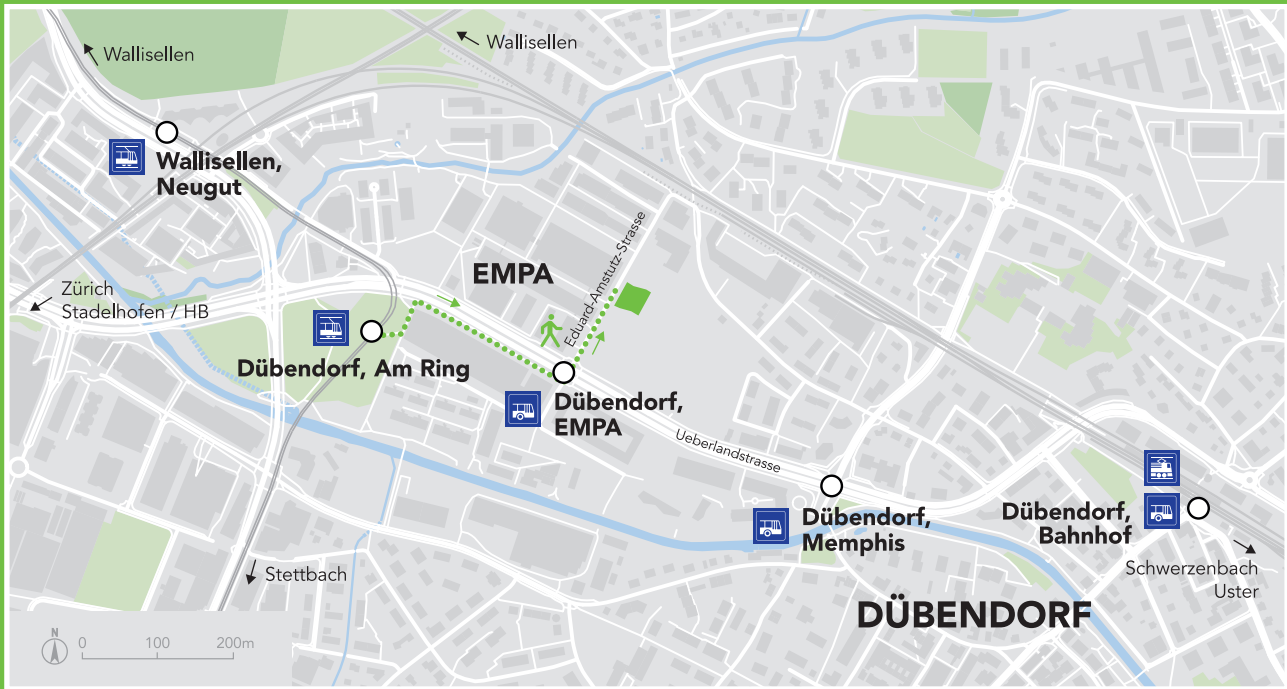 Wallisellen
Wallisellen
Wallisellen,
Neugut
Eduard-Amstutz-Strasse
EMPA
Zürich
Stadelhofen / HB
Dübendorf, Am Ring
Dübendorf,
EMPA
Ueberlandstrasse
Dübendorf,
Memphis
Dübendorf,
Bahnhof
Schwerzenbach
Uster
Stettbach
DÜBENDORF
N
0 100 200m